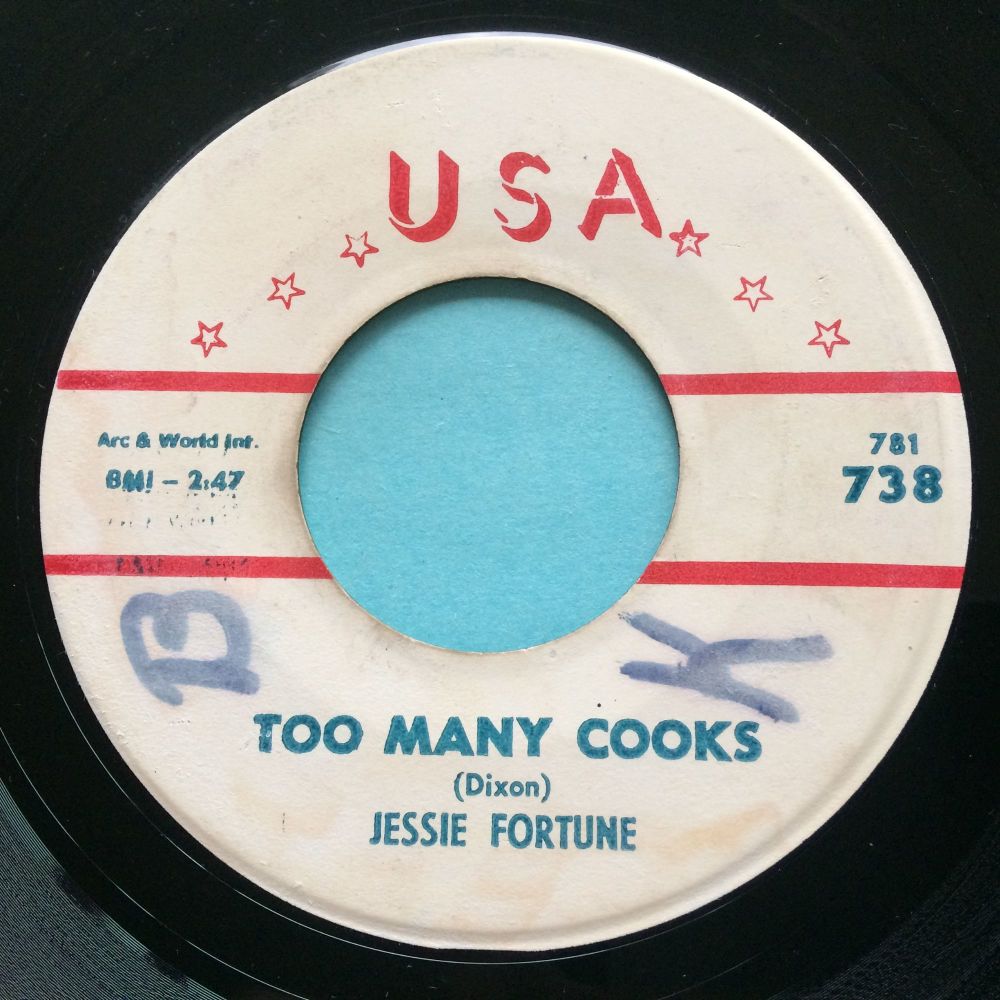 USA
Arc & World Int.
BMI - 2:47
781
738
B
K
TOO MANY COOKS
(Dixon)
JESSIE FORTUNE